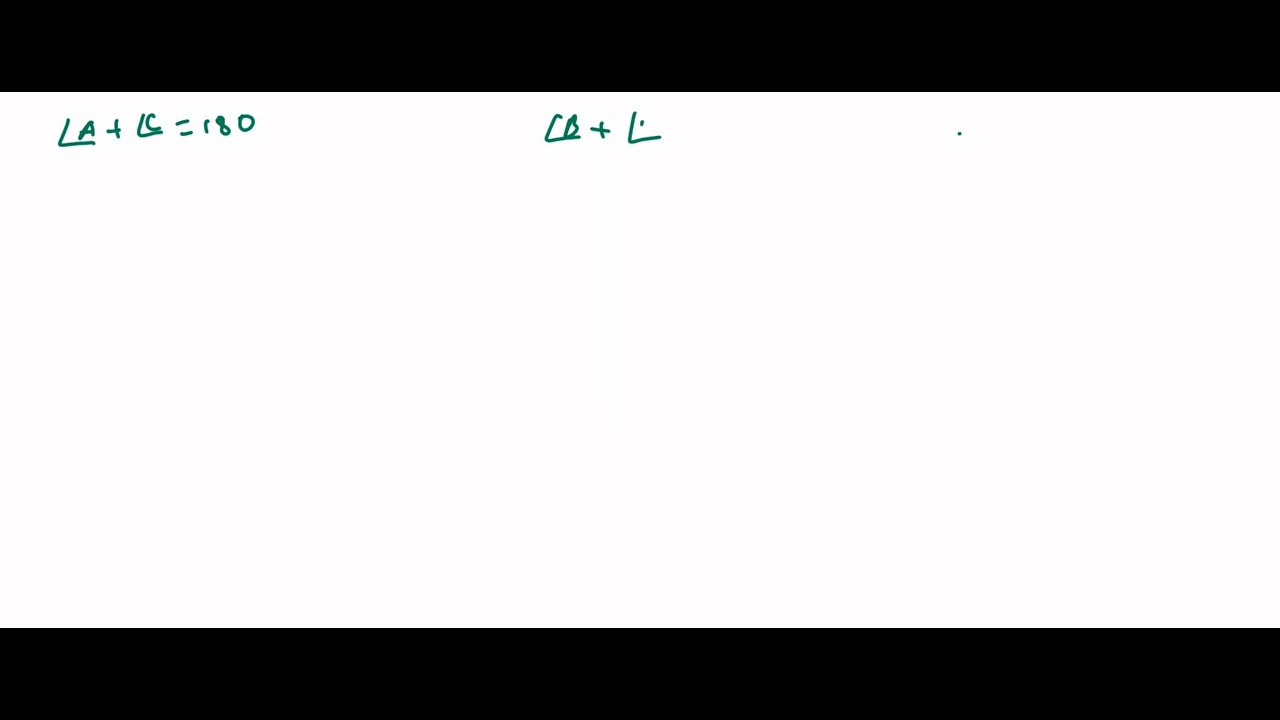 ∠A + ∠C = 180 ∠B + ∠